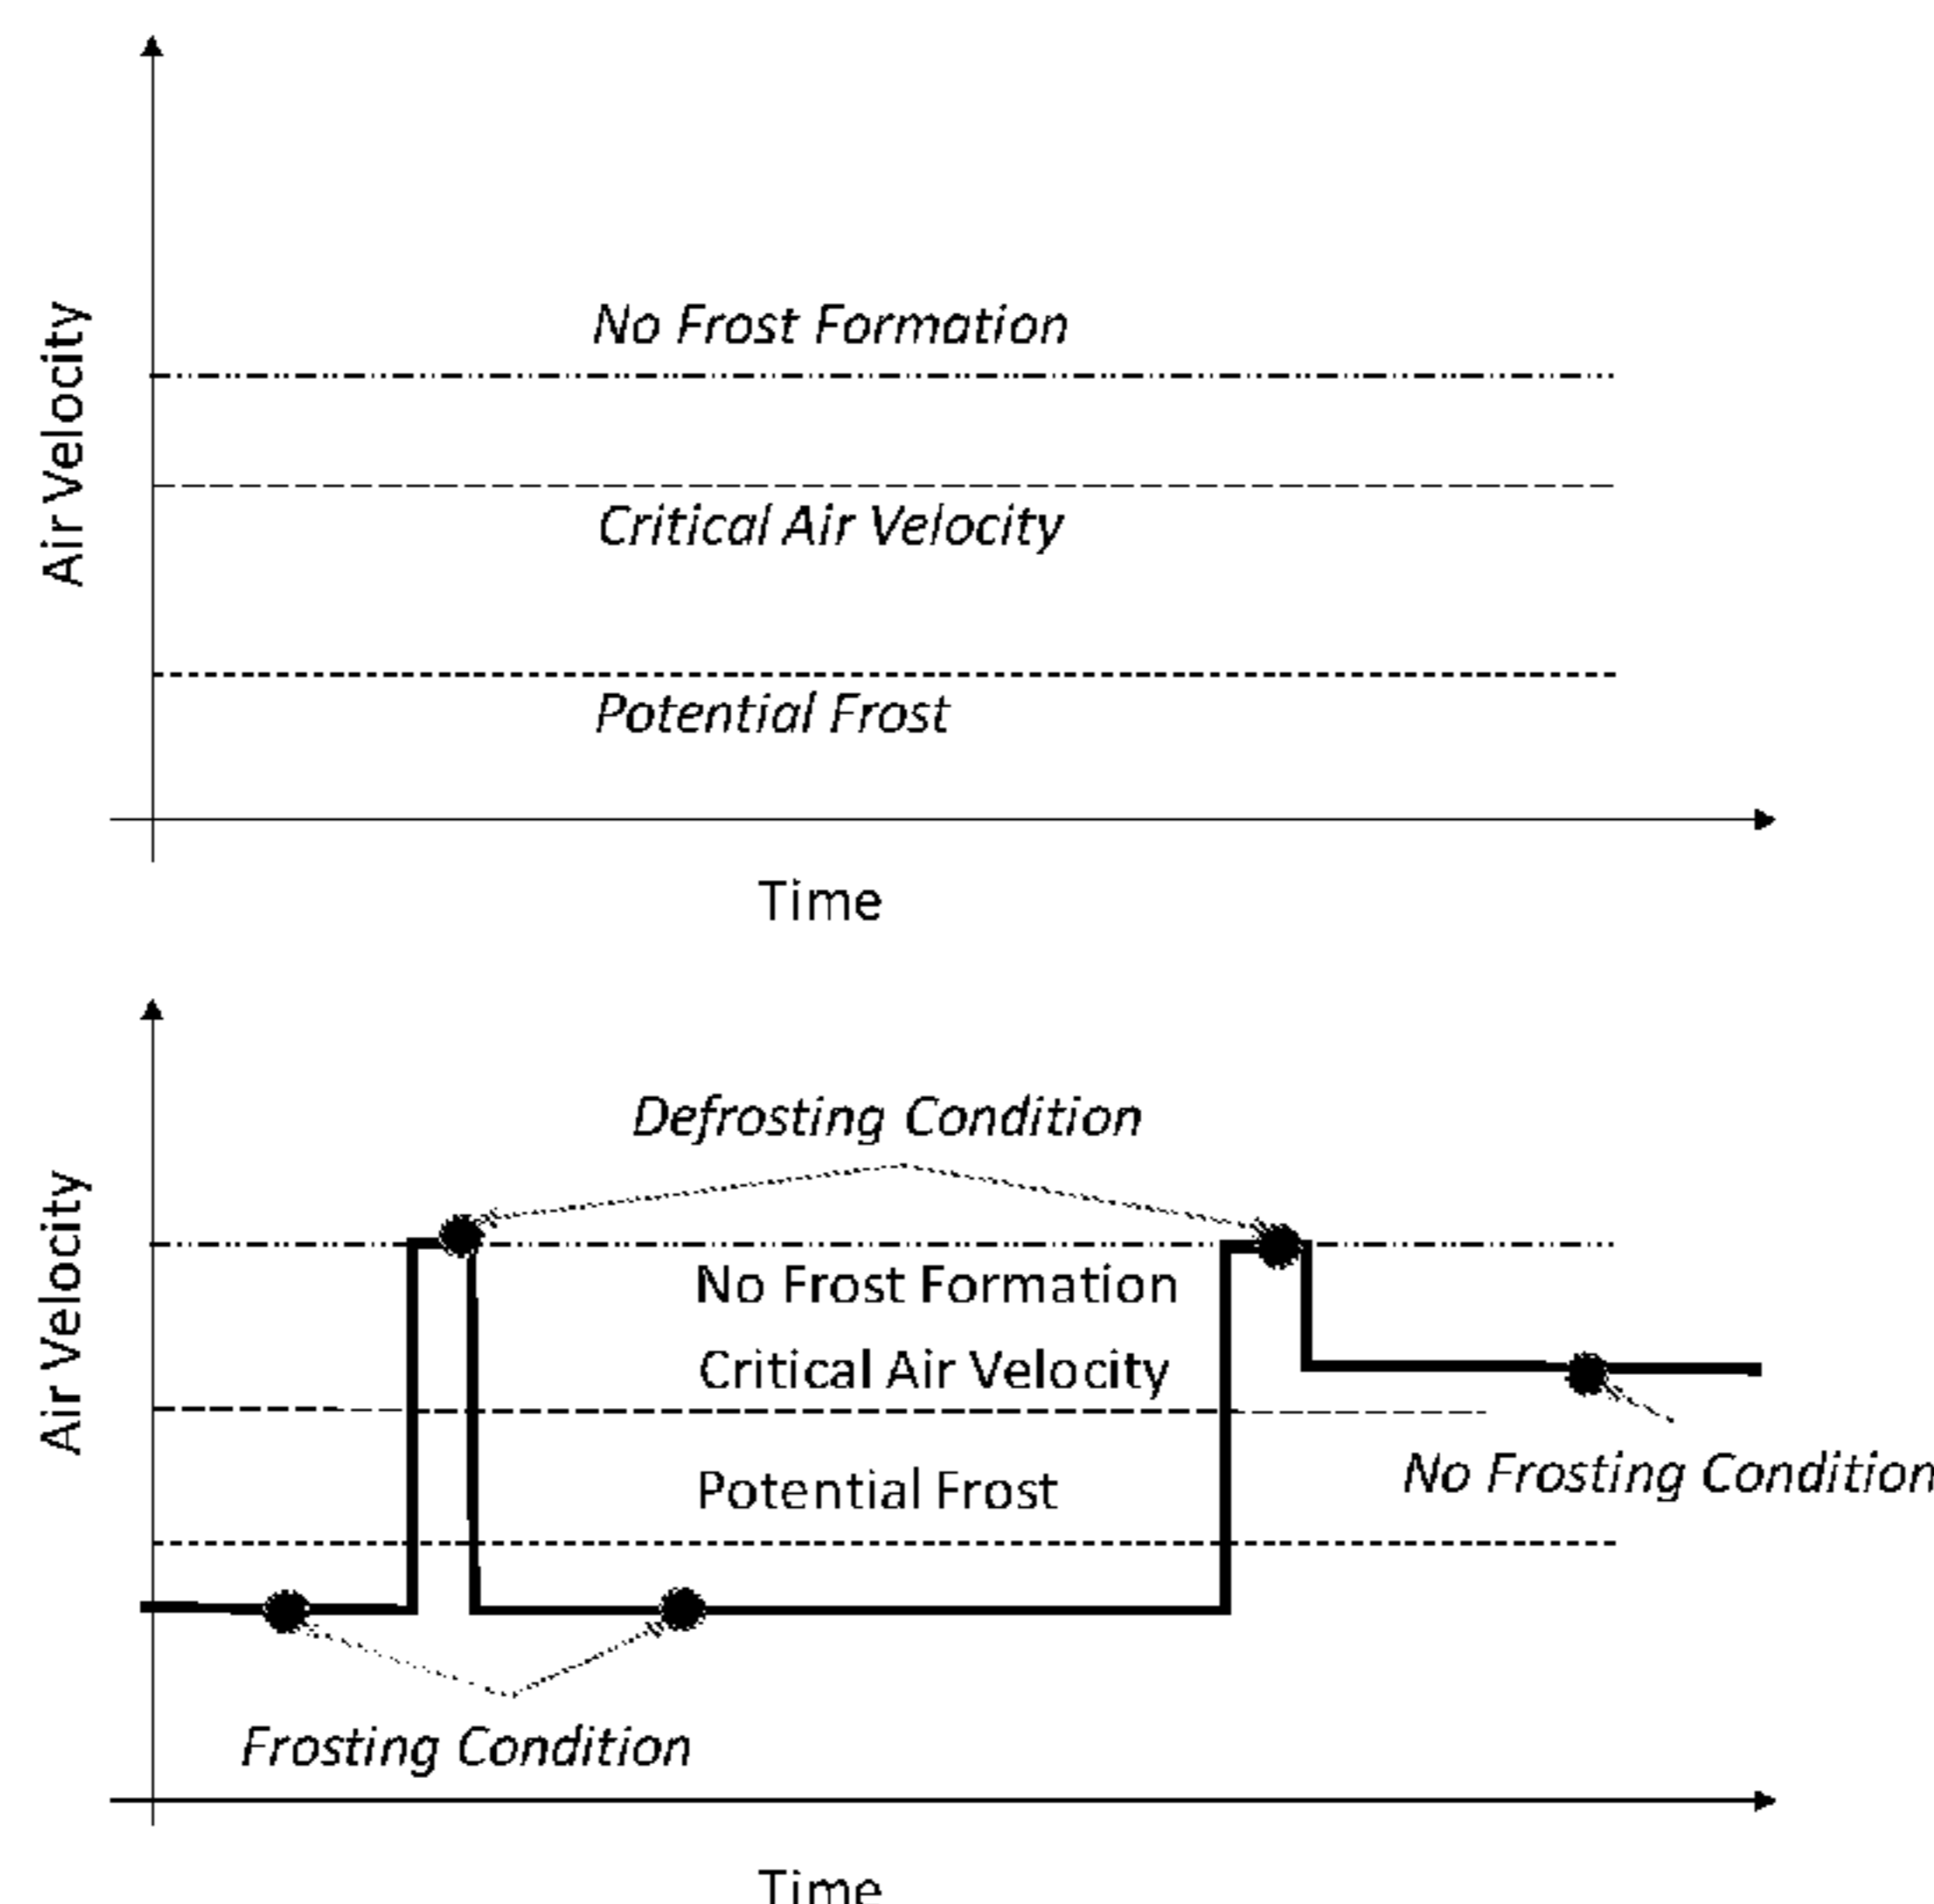 No Frost Formation
Air Velocity
Critical Air Velocity
Potential Frost
Time
Defrosting Condition
Air Velocity
No Frost Formation
Critical Air Velocity
No Frosting Condition
Potential Frost
Frosting Condition
Time